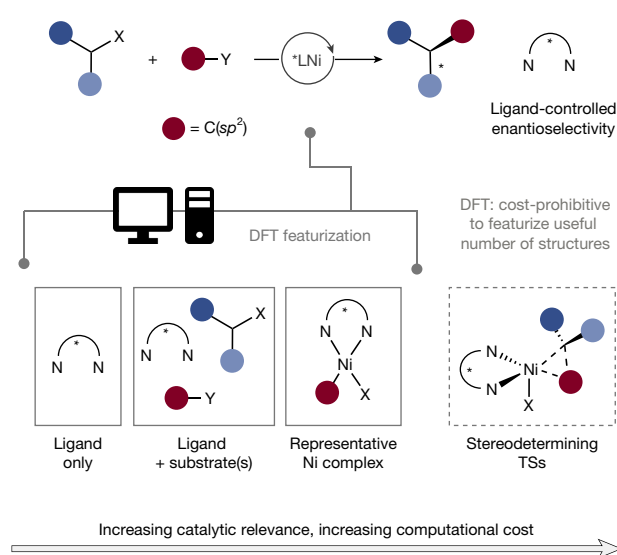 X
+
Y
*LNi
*
*
N N
Ligand-controlled
enantioselectivity
= C(sp²)
DFT featurization
DFT: cost-prohibitive
to featurize useful
number of structures
*
N N
*
N N
X
Y
*
N N
Ni
X
*
N
N
Ni
X
Ligand
only
Ligand
+ substrate(s)
Representative
Ni complex
Stereodetermining
TSs
Increasing catalytic relevance, increasing computational cost